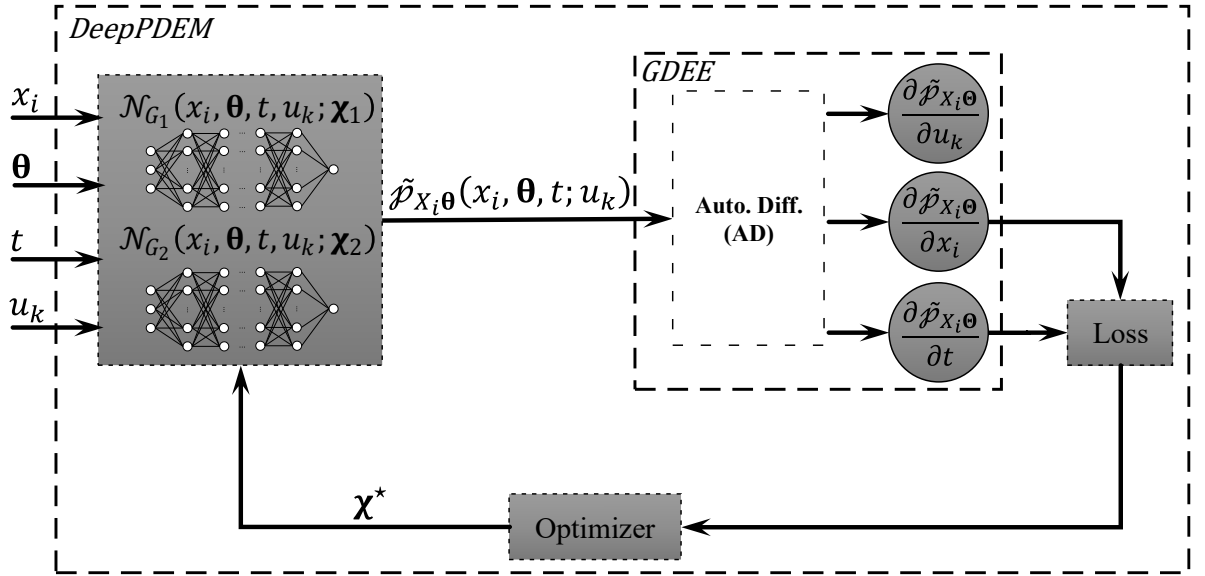 DeepPDEM
GDEE
x_i
θ
t
u_k
𝒩_{G_1}(x_i, θ, t, u_k; χ_1)
𝒩_{G_2}(x_i, θ, t, u_k; χ_2)
p̃_{X_iΘ}(x_i, θ, t; u_k)
Auto. Diff.
(AD)
∂p̃_{X_iΘ}
∂u_k
∂p̃_{X_iΘ}
∂x_i
∂p̃_{X_iΘ}
∂t
Loss
χ⋆
Optimizer